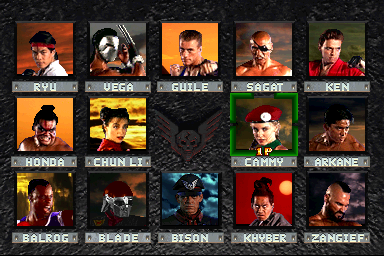 RYU VEGA GUILE SAGAT KEN
1P
HONDA CHUN LI CAMMY ARKANE
BALROG BLADE BISON KHYBER ZANGIEF